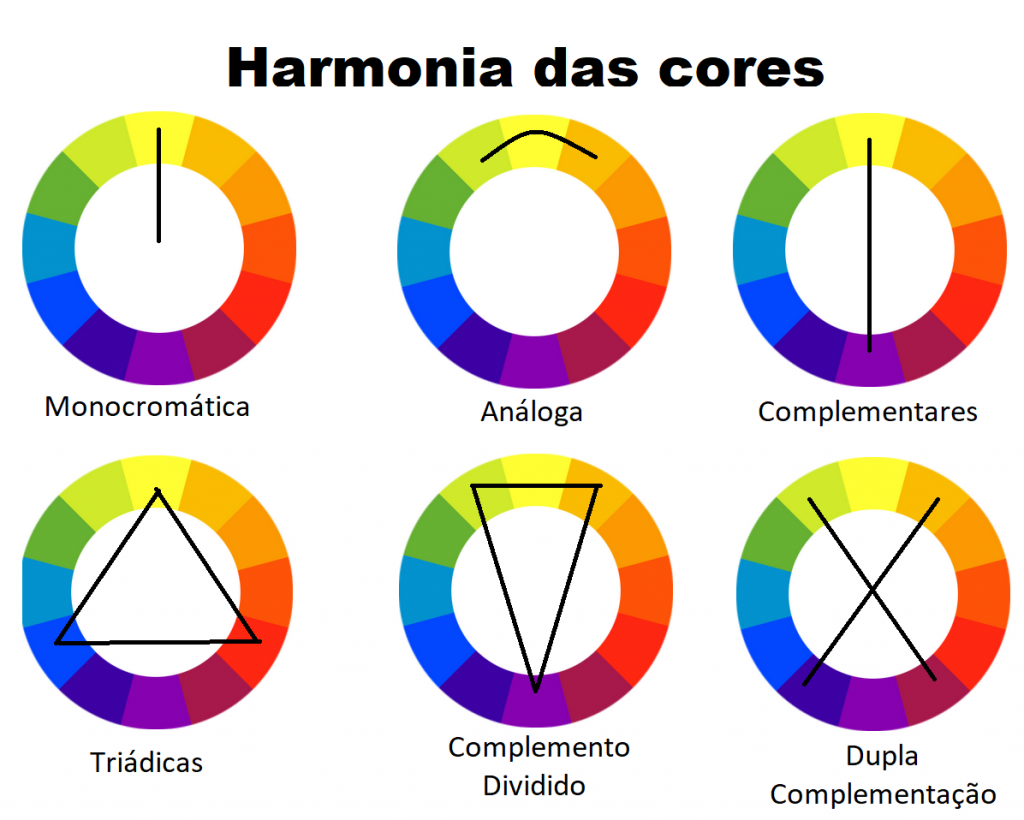 Harmonia das cores
Monocromática
Análoga
Complementares
Triádicas
Complemento
Dividido
Dupla
Complementação